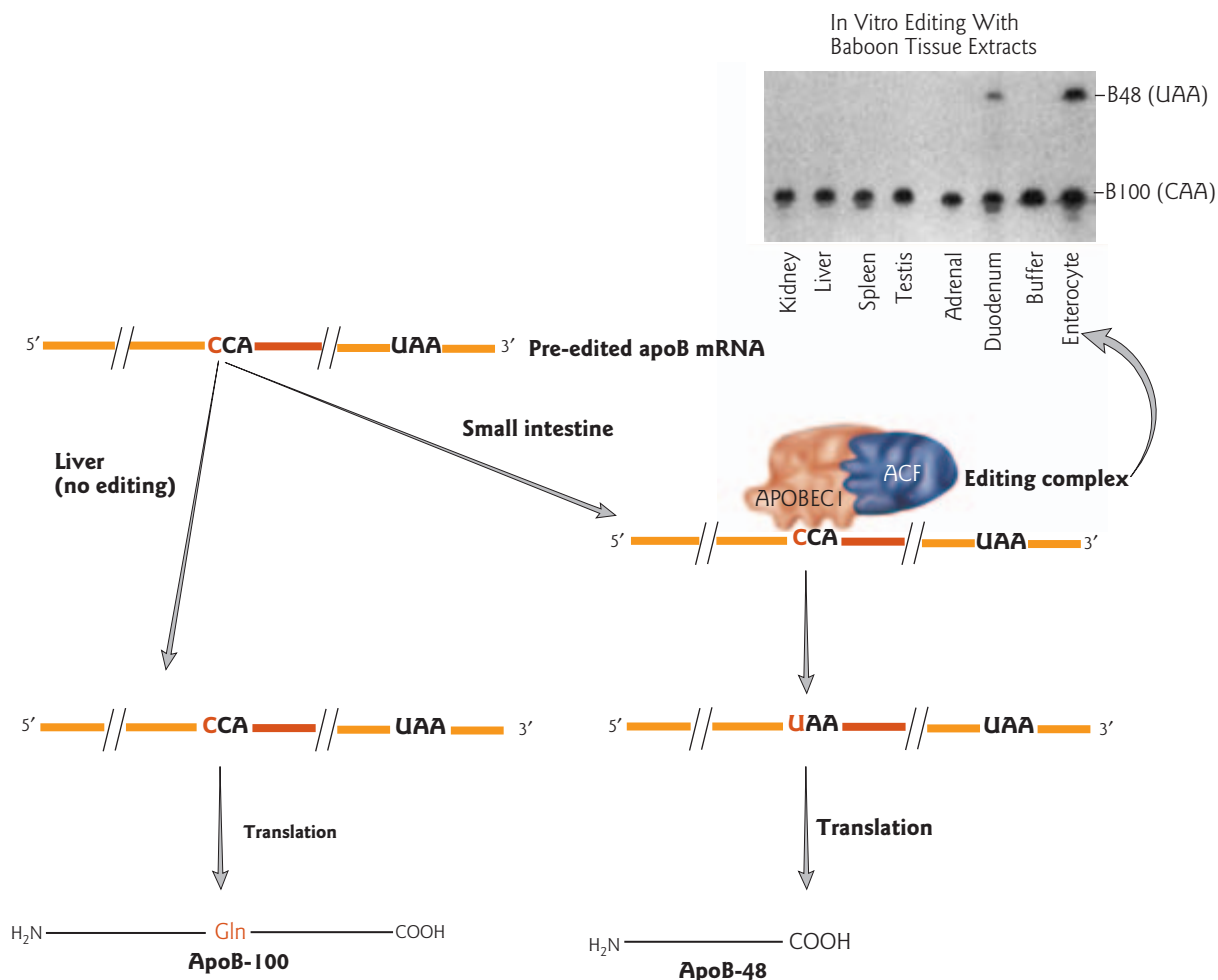 In Vitro Editing With
Baboon Tissue Extracts
B48 (UAA)
B100 (CAA)
Kidney
Liver
Spleen
Testis
Adrenal
Duodenum
Buffer
Enterocyte
5′ CCA UAA 3′ Pre-edited apoB mRNA
Small intestine
Liver
(no editing)
APOBEC1 ACF Editing complex
5′ CCA UAA 3′
5′ CCA UAA 3′
5′ UAA UAA 3′
Translation
Translation
H2N Gln COOH
ApoB-100
H2N COOH
ApoB-48